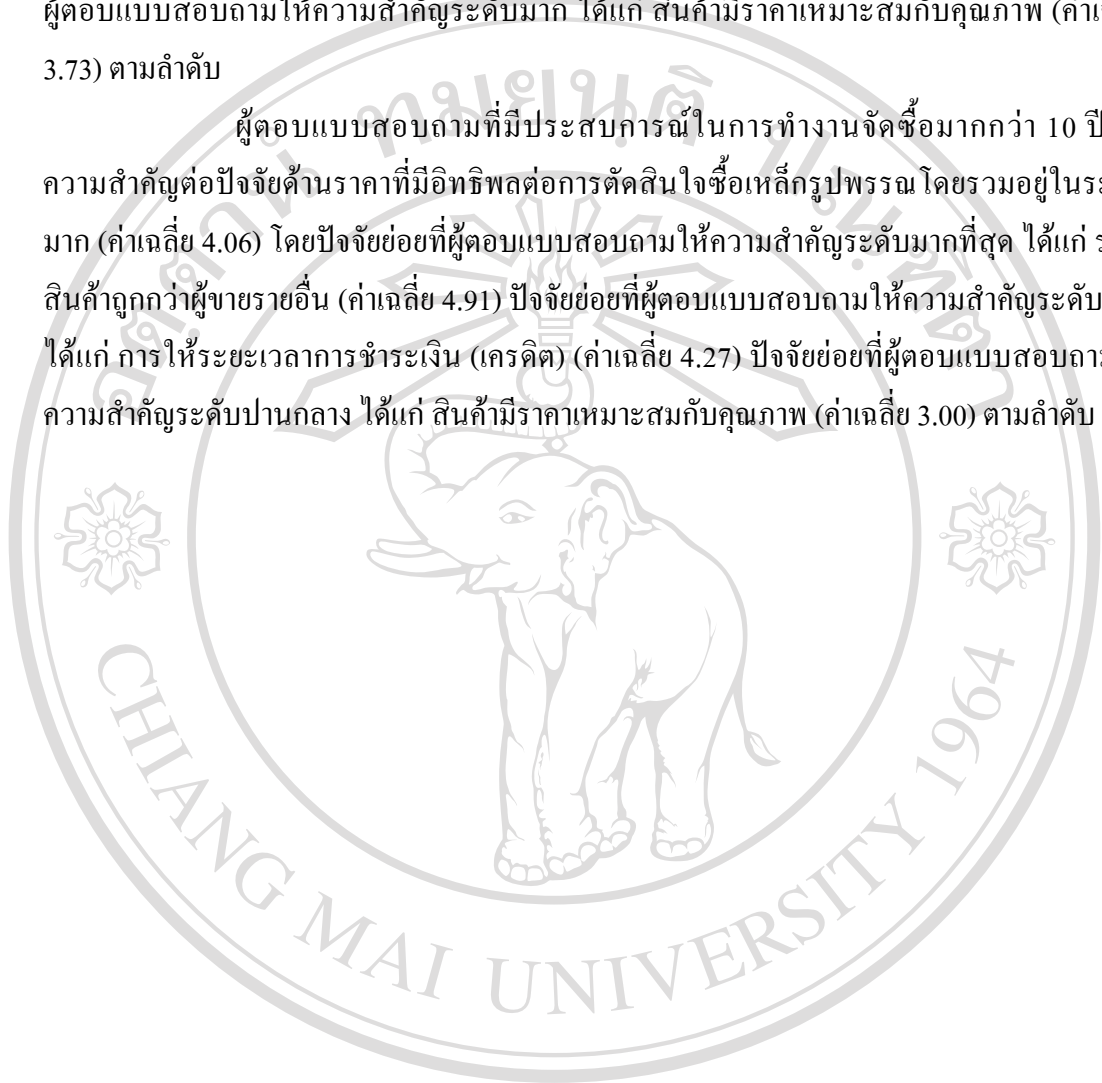 ผู้ตอบแบบสอบถามให้ความสำคัญระดับมาก ได้แก่ สินค้ามีราคาเหมาะสมกับคุณภาพ
3.73) ตามลำดับ
ผู้ตอบแบบสอบถามที่มีประสบการณ์ในการทำงานจัดซื้อมากกว่า 10 ปี
ความสำคัญต่อปัจจัยด้านราคาที่มีอิทธิพลต่อการตัดสินใจซื้อเหล็กรูปพรรณโดยรวมอยู่ใน
มาก (ค่าเฉลี่ย 4.06) โดยปัจจัยย่อยที่ผู้ตอบแบบสอบถามให้ความสำคัญระดับมากที่สุด ได้แก่
สินค้าถูกกว่าผู้ขายรายอื่น (ค่าเฉลี่ย 4.91) ปัจจัยย่อยที่ผู้ตอบแบบสอบถามให้ความสำคัญระดับ
ได้แก่ การให้ระยะเวลาการชำระเงิน (เครดิต) (ค่าเฉลี่ย 4.27) ปัจจัยย่อยที่ผู้ตอบแบบสอบถาม
ความสำคัญระดับปานกลาง ได้แก่ สินค้ามีราคาเหมาะสมกับคุณภาพ (ค่าเฉลี่ย 3.00) ตามลำดับ
CHIANG MAI UNIVERSITY 1964